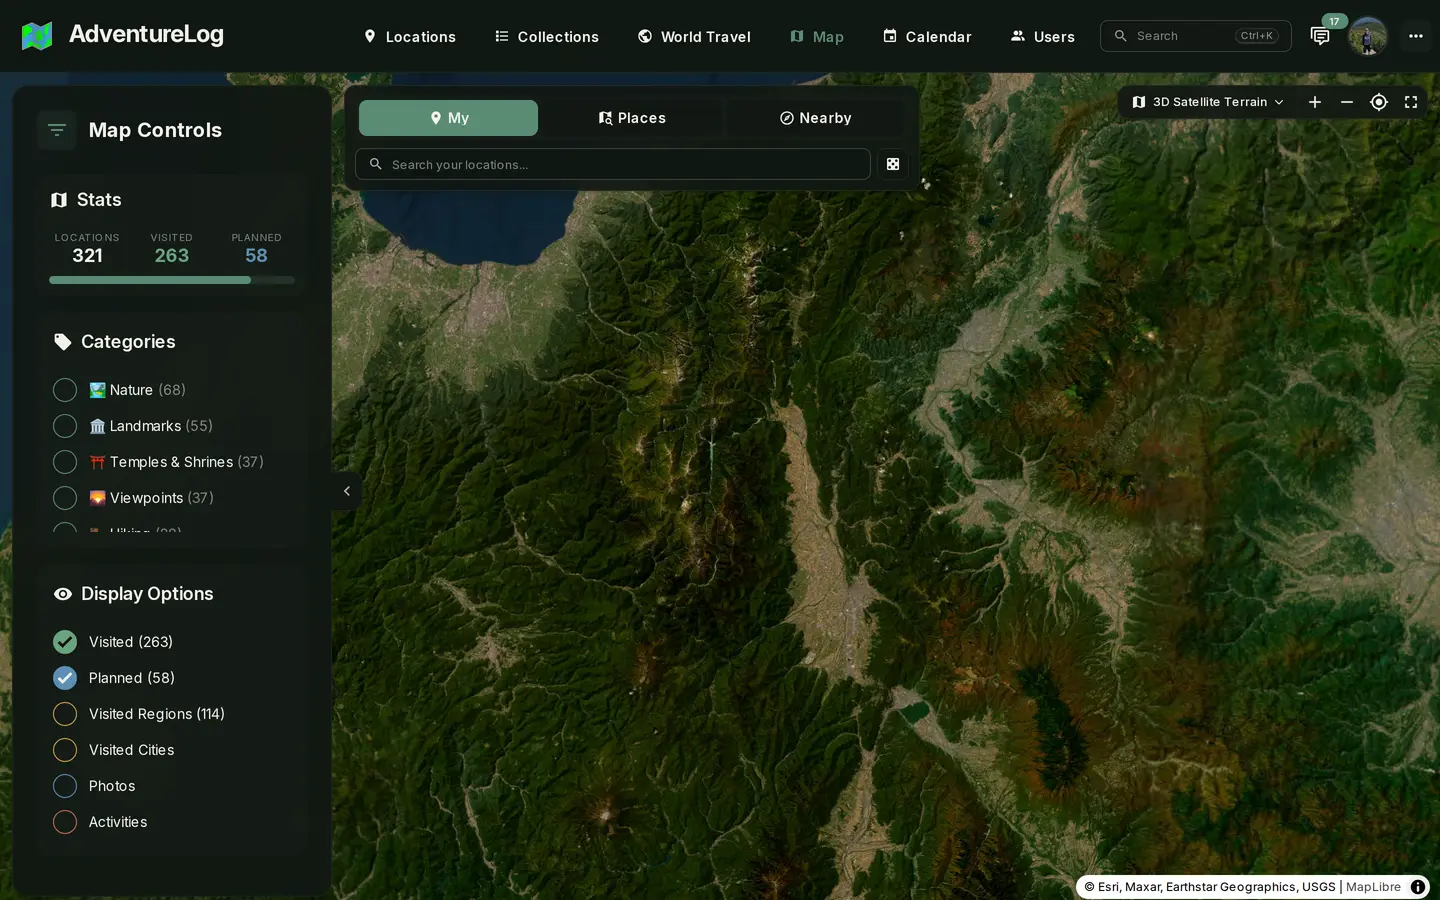 AdventureLog
Locations
Collections
World Travel
Map
Calendar
Users
Search
Ctrl+K
17
Map Controls
Stats
LOCATIONS VISITED PLANNED
321 263 58
Categories
Nature (68)
Landmarks (55)
Temples & Shrines (37)
Viewpoints (37)
Display Options
Visited (263)
Planned (58)
Visited Regions (114)
Visited Cities
Photos
Activities
My
Places
Nearby
Search your locations...
3D Satellite Terrain
© Esri, Maxar, Earthstar Geographics, USGS | MapLibre